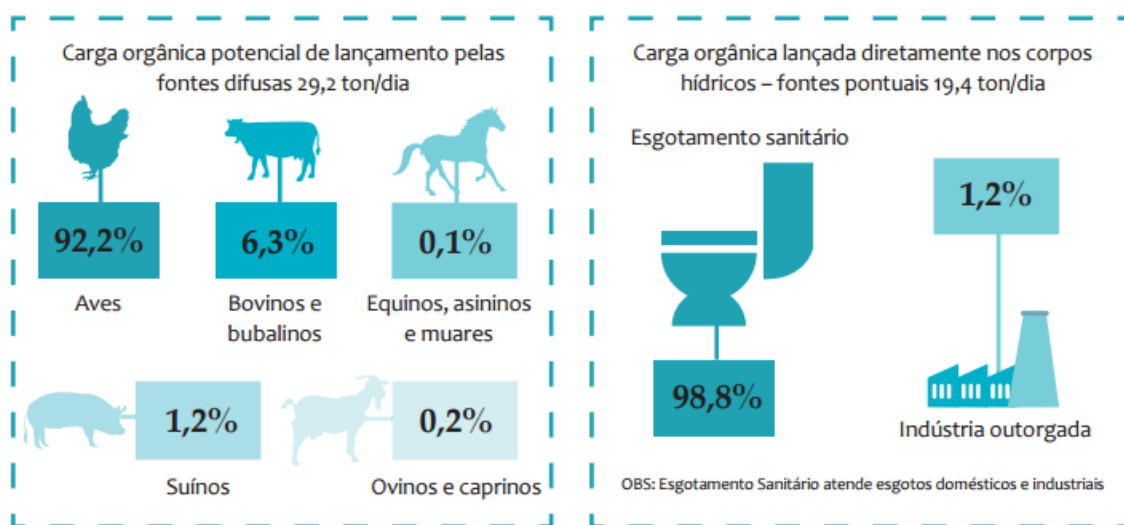 Carga orgânica potencial de lançamento pelas
fontes difusas 29,2 ton/dia
92,2%
6,3%
0,1%
Aves
Bovinos e
bubalinos
Equinos, asininos
e muares
1,2%
0,2%
Suínos
Ovinos e caprinos
Carga orgânica lançada diretamente nos corpos
hídricos – fontes pontuais 19,4 ton/dia
Esgotamento sanitário
1,2%
98,8%
Indústria outorgada
OBS: Esgotamento Sanitário atende esgotos domésticos e industriais